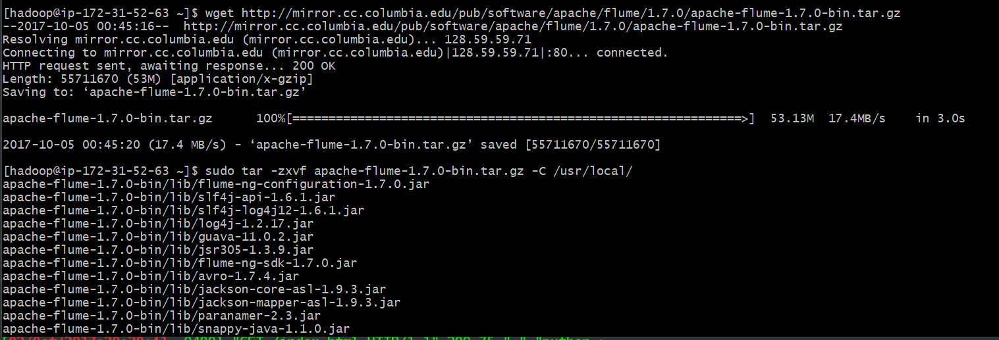 [hadoop@ip-172-31-52-63 ~]$ wget http://mirror.cc.columbia.edu/pub/software/apache/flume/1.7.0/apache-flume-1.7.0-bin.tar.gz
--2017-10-05 00:45:16--  http://mirror.cc.columbia.edu/pub/software/apache/flume/1.7.0/apache-flume-1.7.0-bin.tar.gz
Resolving mirror.cc.columbia.edu (mirror.cc.columbia.edu)... 128.59.59.71
Connecting to mirror.cc.columbia.edu (mirror.cc.columbia.edu)|128.59.59.71|:80... connected.
HTTP request sent, awaiting response... 200 OK
Length: 55711670 (53M) [application/x-gzip]
Saving to: ‘apache-flume-1.7.0-bin.tar.gz’
apache-flume-1.7.0-bin.tar.gz      100%[==============================================================>]  53.13M  17.4MB/s    in 3.0s
2017-10-05 00:45:20 (17.4 MB/s) - ‘apache-flume-1.7.0-bin.tar.gz’ saved [55711670/55711670]
[hadoop@ip-172-31-52-63 ~]$ sudo tar -zxvf apache-flume-1.7.0-bin.tar.gz -C /usr/local/
apache-flume-1.7.0-bin/lib/flume-ng-configuration-1.7.0.jar
apache-flume-1.7.0-bin/lib/slf4j-api-1.6.1.jar
apache-flume-1.7.0-bin/lib/slf4j-log4j12-1.6.1.jar
apache-flume-1.7.0-bin/lib/log4j-1.2.17.jar
apache-flume-1.7.0-bin/lib/guava-11.0.2.jar
apache-flume-1.7.0-bin/lib/jsr305-1.3.9.jar
apache-flume-1.7.0-bin/lib/flume-ng-sdk-1.7.0.jar
apache-flume-1.7.0-bin/lib/avro-1.7.4.jar
apache-flume-1.7.0-bin/lib/jackson-core-asl-1.9.3.jar
apache-flume-1.7.0-bin/lib/jackson-mapper-asl-1.9.3.jar
apache-flume-1.7.0-bin/lib/paranamer-2.3.jar
apache-flume-1.7.0-bin/lib/snappy-java-1.1.0.jar